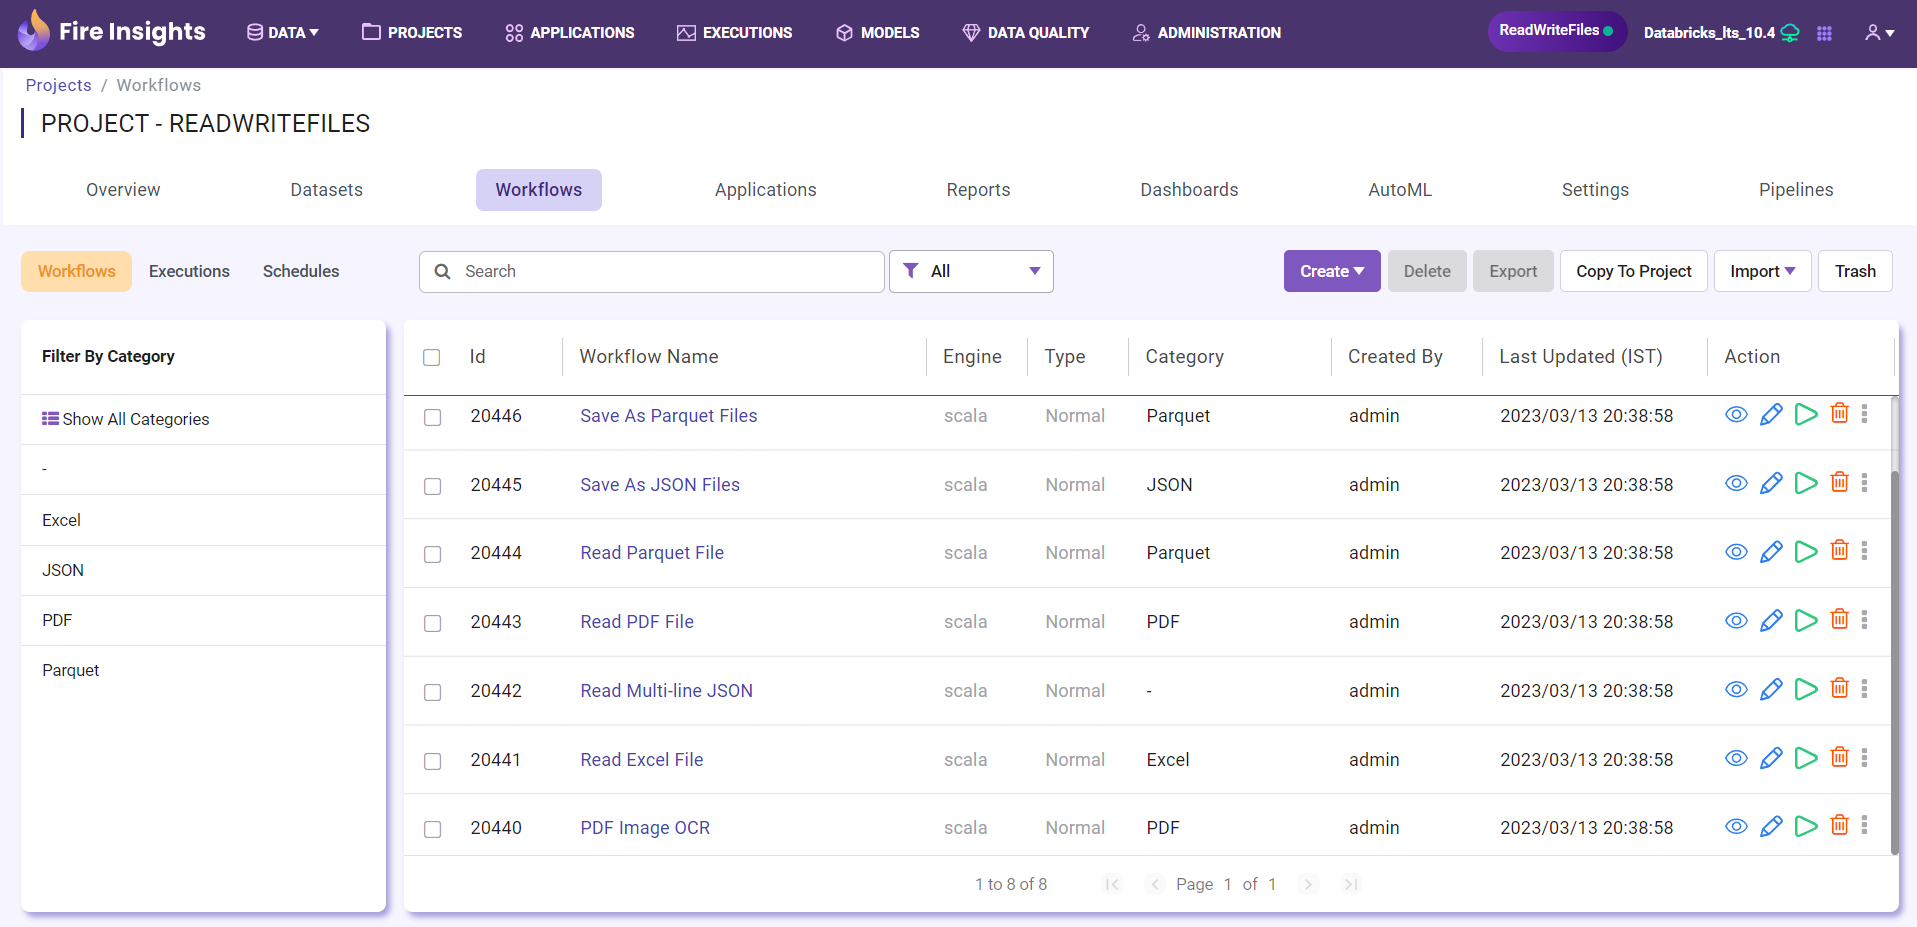 Fire Insights DATA PROJECTS APPLICATIONS EXECUTIONS MODELS DATA QUALITY ADMINISTRATION ReadWriteFiles Databricks_lts_10.4
Projects / Workflows
PROJECT - READWRITEFILES
Overview Datasets Workflows Applications Reports Dashboards AutoML Settings Pipelines
Workflows Executions Schedules Search All Create Delete Export Copy To Project Import Trash
Filter By Category
Show All Categories
-
Excel
JSON
PDF
Parquet
Id Workflow Name Engine Type Category Created By Last Updated (IST) Action
20446 Save As Parquet Files scala Normal Parquet admin 2023/03/13 20:38:58
20445 Save As JSON Files scala Normal JSON admin 2023/03/13 20:38:58
20444 Read Parquet File scala Normal Parquet admin 2023/03/13 20:38:58
20443 Read PDF File scala Normal PDF admin 2023/03/13 20:38:58
20442 Read Multi-line JSON scala Normal - admin 2023/03/13 20:38:58
20441 Read Excel File scala Normal Excel admin 2023/03/13 20:38:58
20440 PDF Image OCR scala Normal PDF admin 2023/03/13 20:38:58
1 to 8 of 8 Page 1 of 1